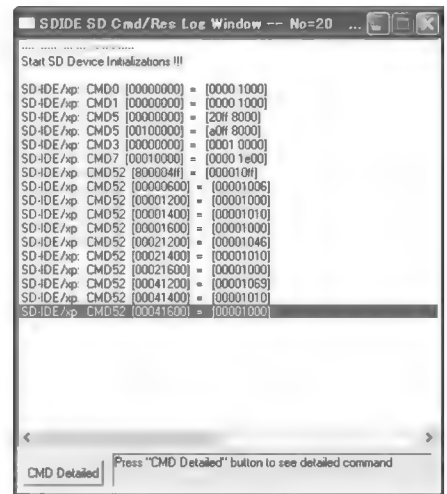 SDIDE SD Cmd/Res Log Window -- No=20 ...
Start SD Device Initializations !!!
SD-IDE/xp: CMD0 [00000000] = [0000 1000]
SD-IDE/xp: CMD1 [00000000] = [0000 1000]
SD-IDE/xp: CMD5 [00000000] = [20ff 8000]
SD-IDE/xp: CMD5 [00100000] = [a0ff 8000]
SD-IDE/xp: CMD3 [00000000] = [0001 0000]
SD-IDE/xp: CMD7 [00010000] = [0000 1e00]
SD-IDE/xp: CMD52 [800004ff] = [000010ff]
SD-IDE/xp: CMD52 [00000600] = [00001006]
SD-IDE/xp: CMD52 [00001200] = [00001000]
SD-IDE/xp: CMD52 [00001400] = [00001010]
SD-IDE/xp: CMD52 [00001600] = [00001000]
SD-IDE/xp: CMD52 [00021200] = [00001046]
SD-IDE/xp: CMD52 [00021400] = [00001010]
SD-IDE/xp: CMD52 [00021600] = [00001000]
SD-IDE/xp: CMD52 [00041200] = [00001069]
SD-IDE/xp: CMD52 [00041400] = [00001010]
SD-IDE/xp: CMD52 [00041600] = [00001000]
CMD Detailed
Press "CMD Detailed" button to see detailed command